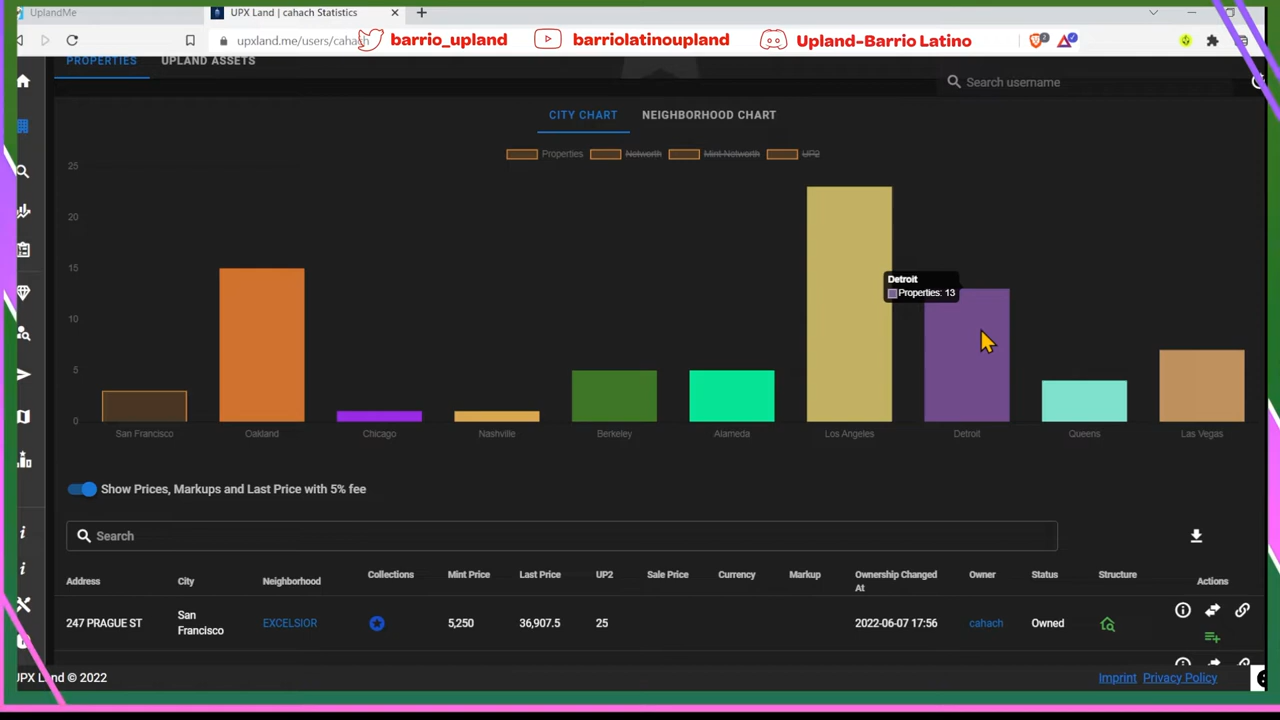 UplandMe
UPX Land | cahach Statistics
upxland.me/users/cahach
barrio_upland
barriolatinoupland
Upland-Barrio Latino
PROPERTIES
UPLAND ASSETS
Search username
CITY CHART
NEIGHBORHOOD CHART
Properties
Networth
Mint Networth
UP2
25
20
15
10
5
0
Detroit
Properties: 13
San Francisco
Oakland
Chicago
Nashville
Berkeley
Alameda
Los Angeles
Detroit
Queens
Las Vegas
Show Prices, Markups and Last Price with 5% fee
Search
Address
City
Neighborhood
Collections
Mint Price
Last Price
UP2
Sale Price
Currency
Markup
Ownership Changed
At
Owner
Status
Structure
Actions
247 PRAGUE ST
San
Francisco
EXCELSIOR
5,250
36,907.5
25
2022-06-07 17:56
cahach
Owned
UPX Land © 2022
Imprint
Privacy Policy